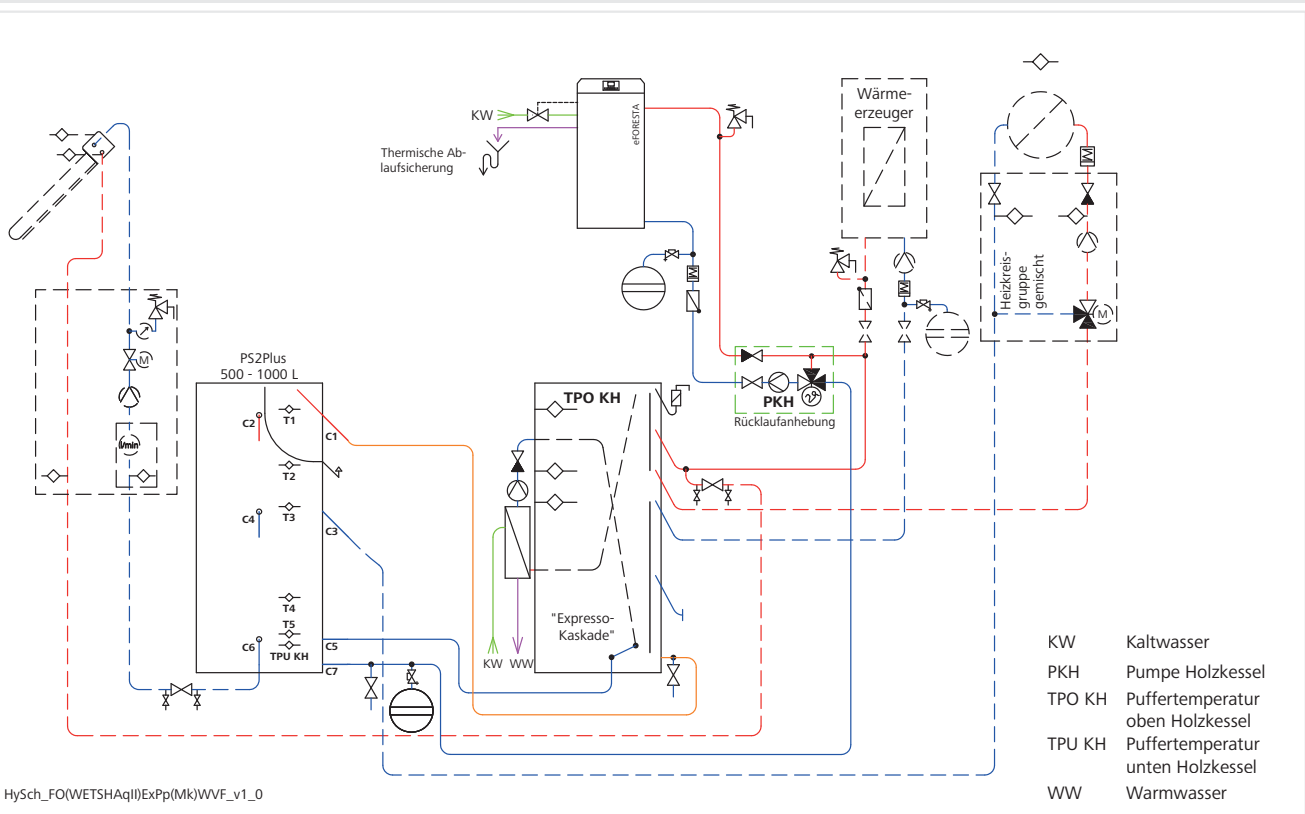 KW
eFORESTA
Thermische Ab-
laufsicherung
Wärme-
erzeuger
Heizkreis-
gruppe
gemischt
M
M
l/min
PS2Plus
500 - 1000 L
C2
T1
C1
T2
C4
T3
C3
T4
T5
C6
TPU KH
C5
C7
TPO KH
"Expresso-
Kaskade"
KW
WW
PKH
Rücklaufanhebung
KW Kaltwasser
PKH Pumpe Holzkessel
TPO KH Puffertemperatur
oben Holzkessel
TPU KH Puffertemperatur
unten Holzkessel
WW Warmwasser
HySch_FO(WETSHAqII)ExPp(Mk)WVF_v1_0